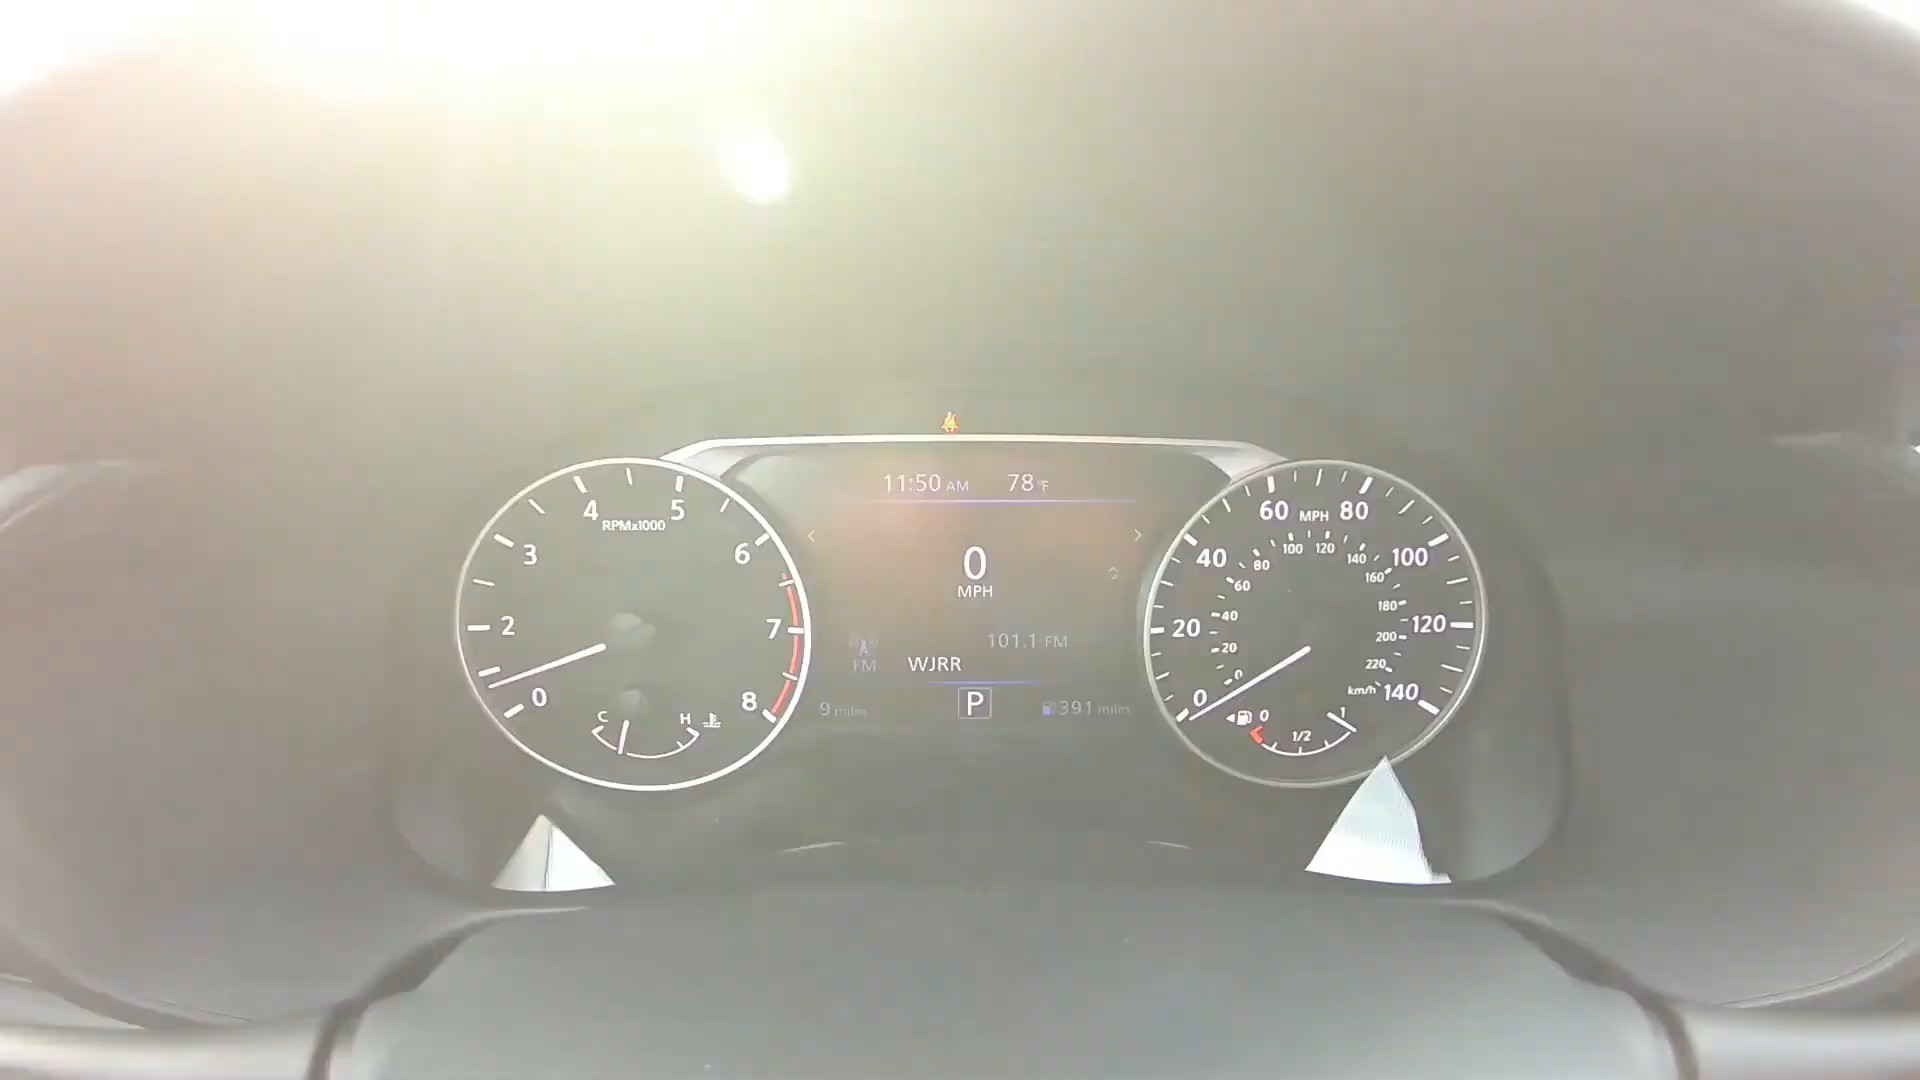 11:50 AM 78°F
4 RPMx1000 5
3 6
2 7
0 8
C H
0
MPH
101.1 FM
FM WJRR
9 miles P 391 miles
60 MPH 80
40 100
20 120
0 140
80 100 120 140
60 160
40 180
20 200
0 220
km/h
0 1/2 1